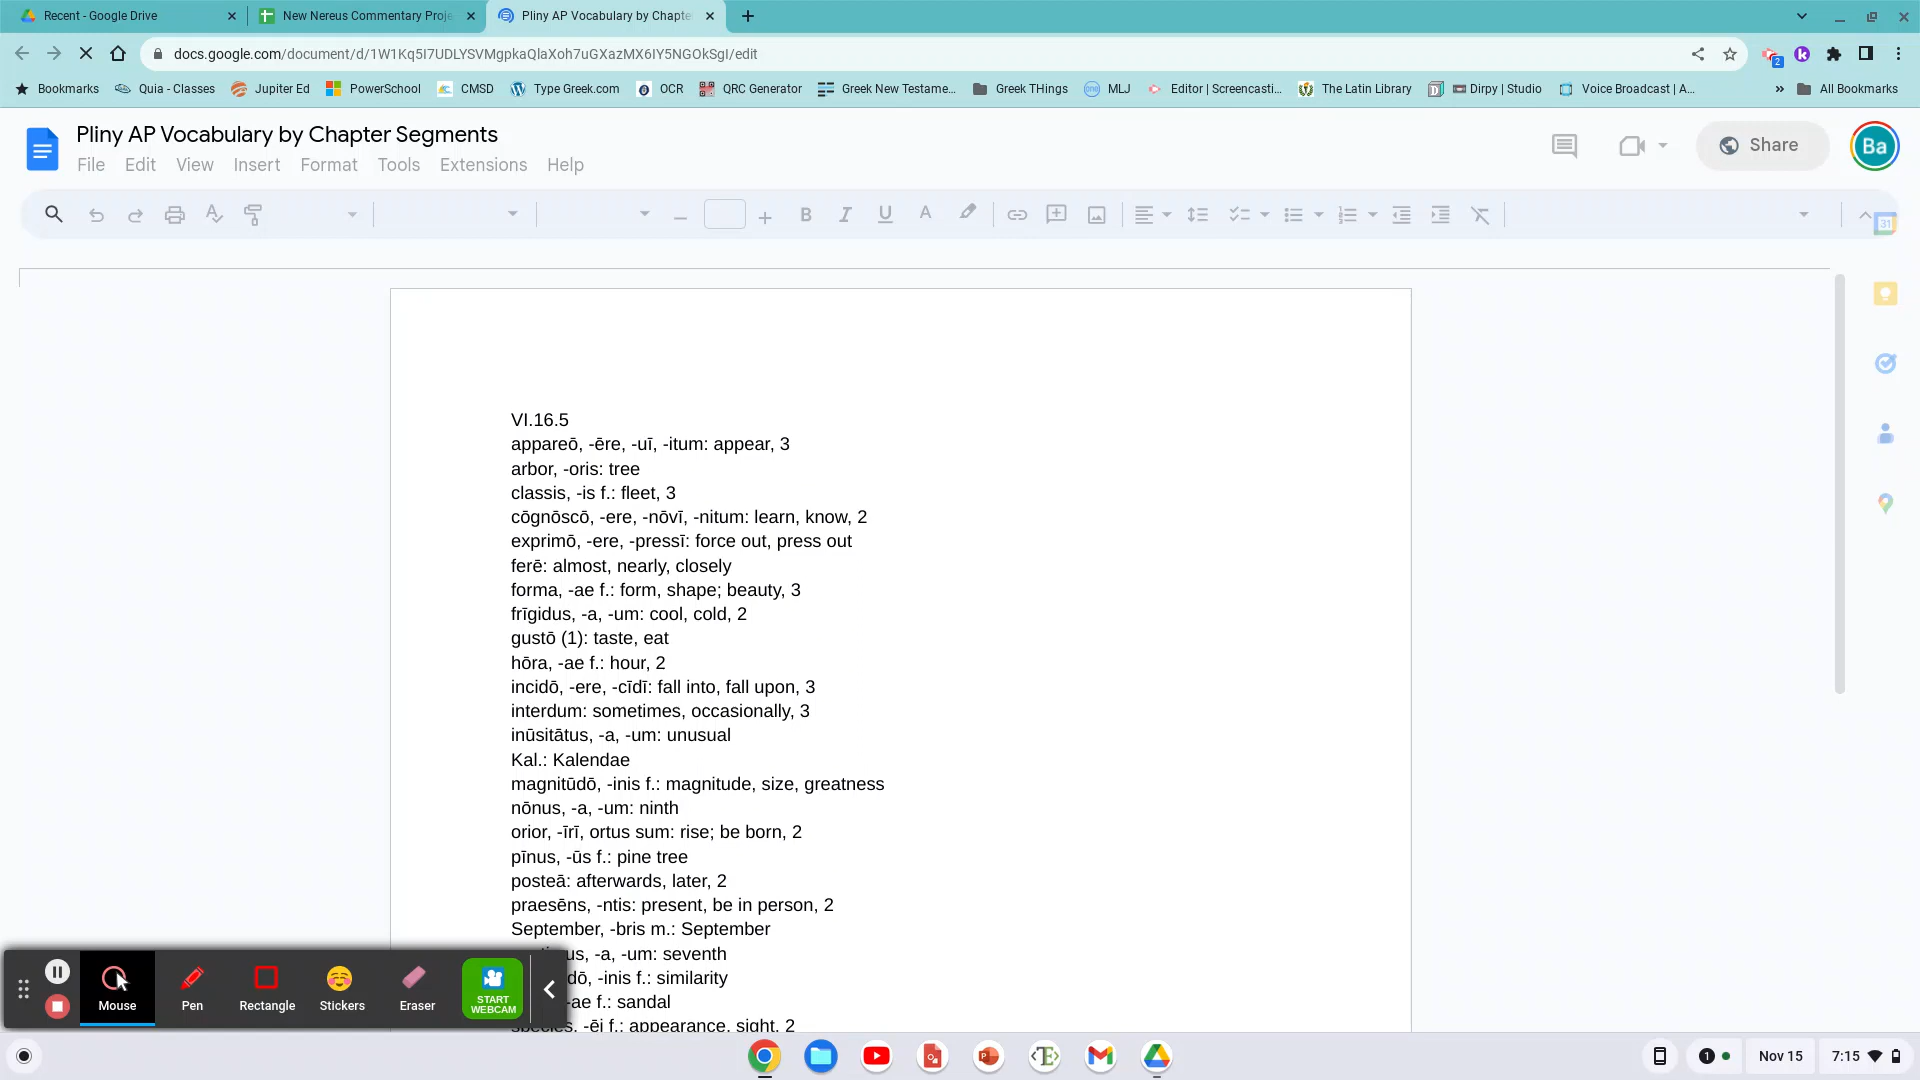 Recent - Google Drive
New Nereus Commentary Proje
Pliny AP Vocabulary by Chapte
docs.google.com/document/d/1W1Kq5I7UDLYSVMgpkaQlaXoh7uGXazMX6IY5NGOkSgI/edit
2
Bookmarks
Quia - Classes
Jupiter Ed
PowerSchool
CMSD
Type Greek.com
OCR
QRC Generator
Greek New Testame...
Greek THings
MLJ
Editor | Screencasti...
The Latin Library
Dirpy | Studio
Voice Broadcast | A...
»
All Bookmarks
Pliny AP Vocabulary by Chapter Segments
File Edit View Insert Format Tools Extensions Help
Share
Ba
B I U A
31
VI.16.5
appareō, -ēre, -uī, -itum: appear, 3
arbor, -oris: tree
classis, -is f.: fleet, 3
cōgnōscō, -ere, -nōvī, -nitum: learn, know, 2
exprimō, -ere, -pressī: force out, press out
ferē: almost, nearly, closely
forma, -ae f.: form, shape; beauty, 3
frīgidus, -a, -um: cool, cold, 2
gustō (1): taste, eat
hōra, -ae f.: hour, 2
incidō, -ere, -cīdī: fall into, fall upon, 3
interdum: sometimes, occasionally, 3
inūsitātus, -a, -um: unusual
Kal.: Kalendae
magnitūdō, -inis f.: magnitude, size, greatness
nōnus, -a, -um: ninth
orior, -īrī, ortus sum: rise; be born, 2
pīnus, -ūs f.: pine tree
posteā: afterwards, later, 2
praesēns, -ntis: present, be in person, 2
September, -bris m.: September
us, -a, -um: seventh
dō, -inis f.: similarity
-ae f.: sandal
species, -ēi f.: appearance, sight, 2
Mouse
Pen
Rectangle
Stickers
Eraser
START
WEBCAM
1
Nov 15
7:15